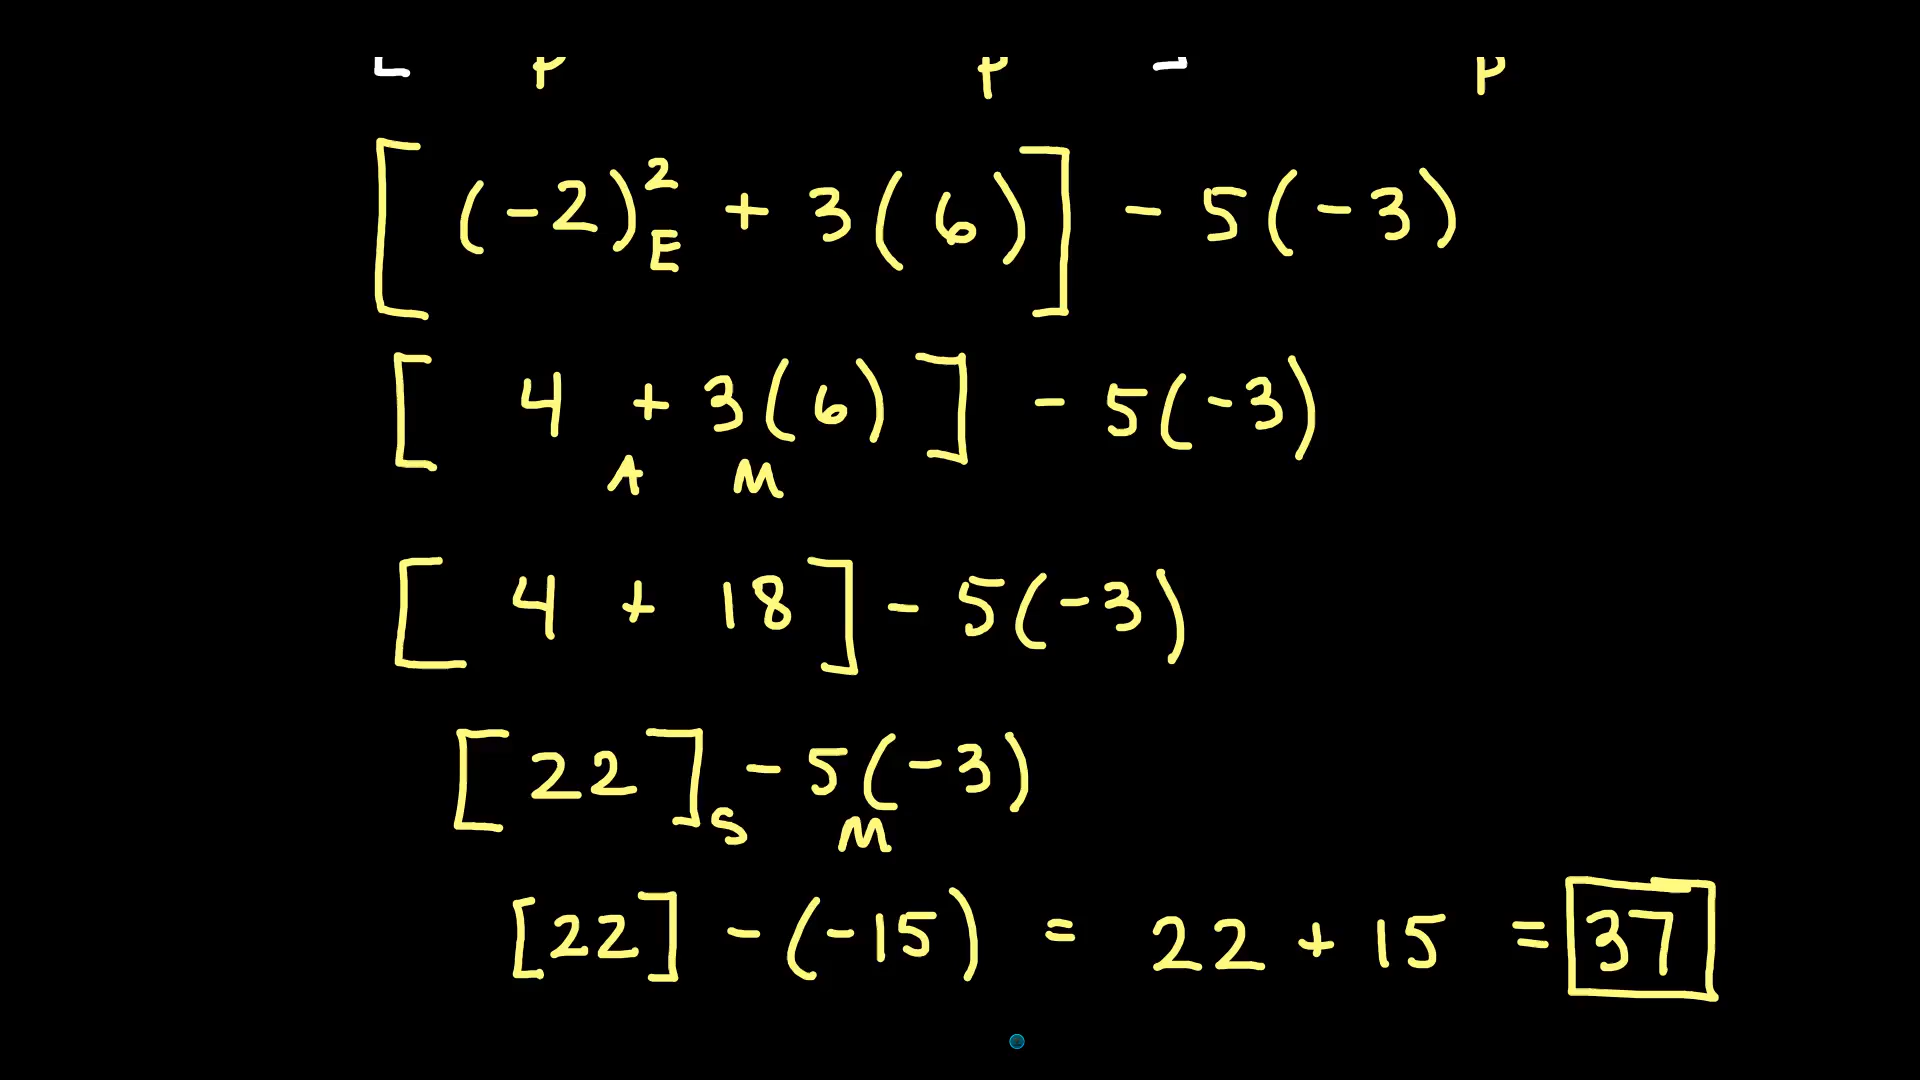 [ P P ] P
[(-2)² + 3(6)] - 5(-3)
E
[4 + 3(6)] - 5(-3)
A M
[4 + 18] - 5(-3)
[22] - 5(-3)
S M
[22] - (-15) = 22 + 15 = 37